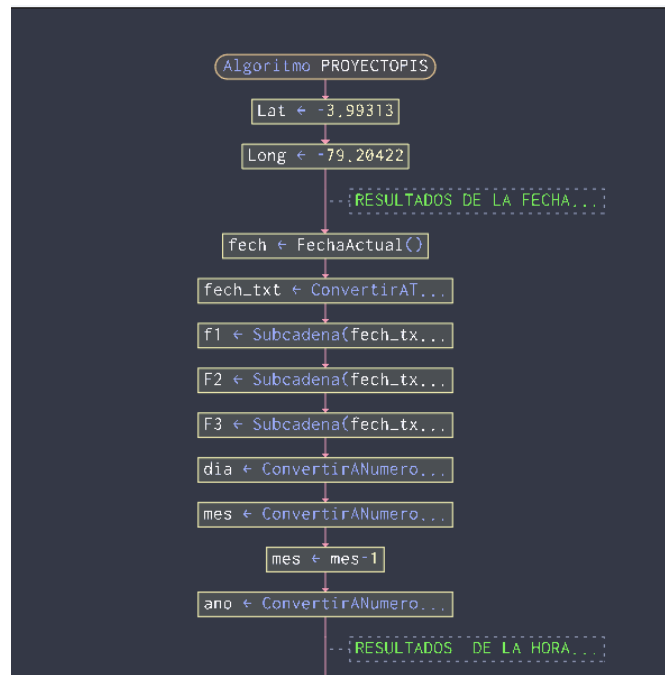 Algoritmo PROYECTOPIS
Lat ← -3.99313
Long ← -79.20422
RESULTADOS DE LA FECHA...
fech ← FechaActual()
fech_txt ← ConvertirAT...
f1 ← Subcadena(fech_tx...
F2 ← Subcadena(fech_tx...
F3 ← Subcadena(fech_tx...
dia ← ConvertirANumero...
mes ← ConvertirANumero...
mes ← mes-1
ano ← ConvertirANumero...
RESULTADOS DE LA HORA...